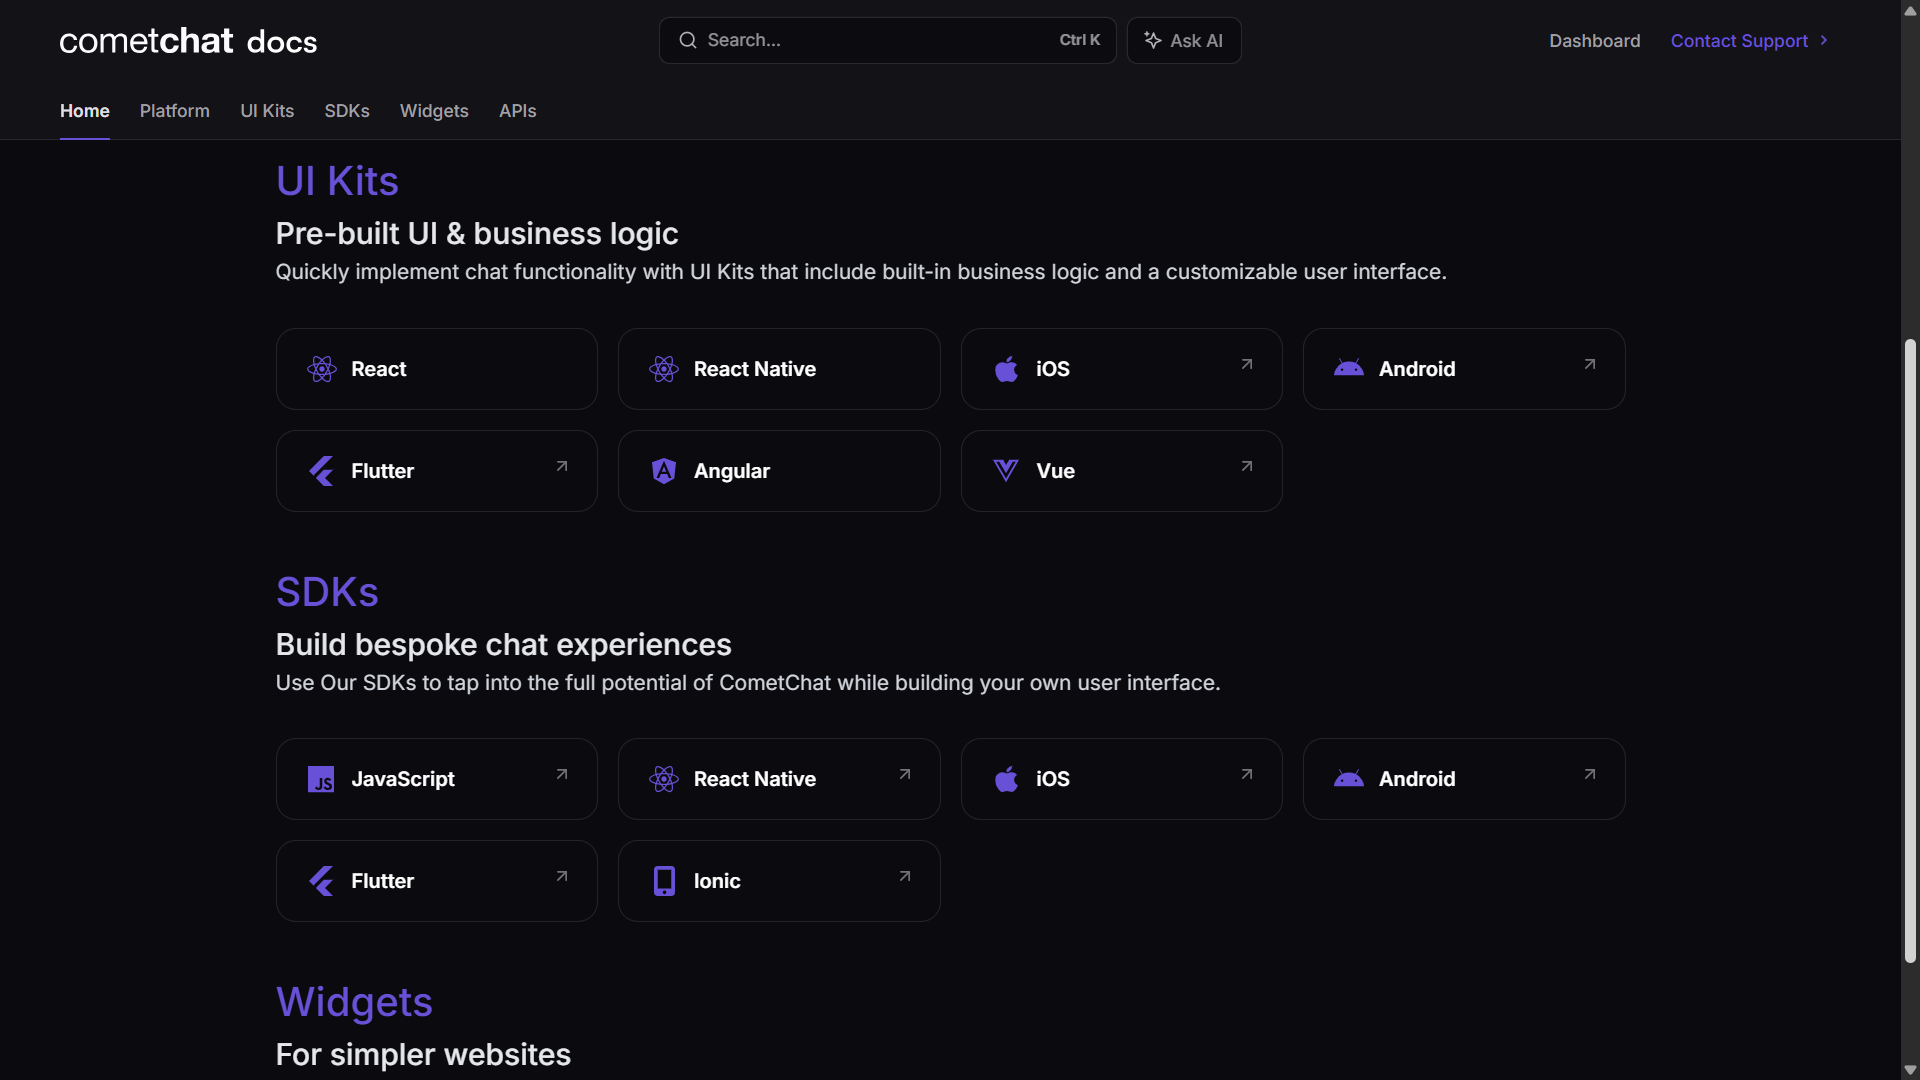 cometchat docs
Search...
Ctrl K
Ask AI
Dashboard
Contact Support
Home
Platform
UI Kits
SDKs
Widgets
APIs
UI Kits
Pre-built UI & business logic
Quickly implement chat functionality with UI Kits that include built-in business logic and a customizable user interface.
React
React Native
iOS
Android
Flutter
Angular
Vue
SDKs
Build bespoke chat experiences
Use Our SDKs to tap into the full potential of CometChat while building your own user interface.
JS
JavaScript
React Native
iOS
Android
Flutter
Ionic
Widgets
For simpler websites